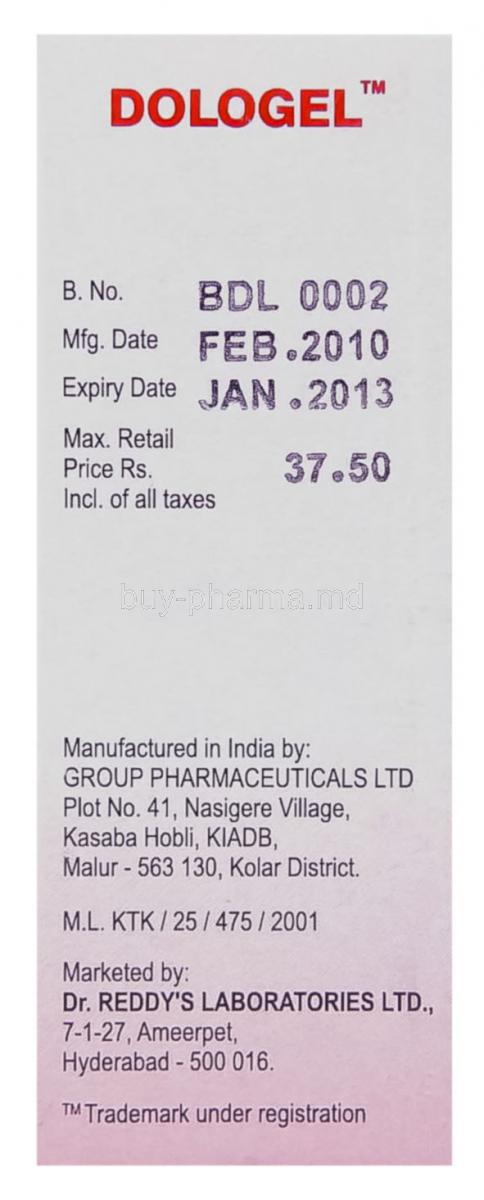 DOLOGEL™
B. No. BDL 0002
Mfg. Date FEB.2010
Expiry Date JAN.2013
Max. Retail
Price Rs. 37.50
Incl. of all taxes
buy-pharma.md
Manufactured in India by:
GROUP PHARMACEUTICALS LTD
Plot No. 41, Nasigere Village,
Kasaba Hobli, KIADB,
Malur - 563 130, Kolar District.
M.L. KTK / 25 / 475 / 2001
Marketed by:
Dr. REDDY'S LABORATORIES LTD.,
7-1-27, Ameerpet,
Hyderabad - 500 016.
™Trademark under registration